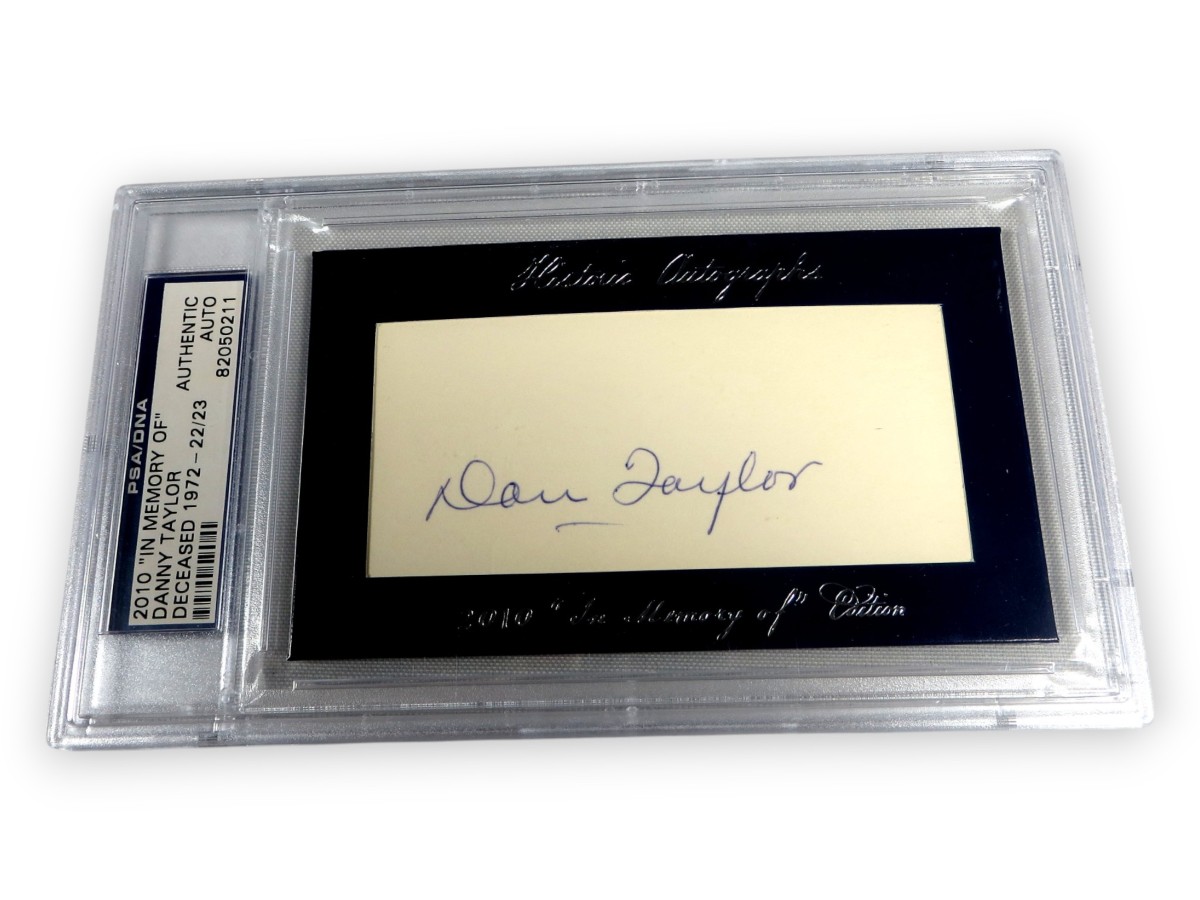 PSA/DNA
2010 "IN MEMORY OF"
DANNY TAYLOR AUTHENTIC
DECEASED 1972 - 22/23 AUTO
82050211
Historic Autographs
Dan Taylor
2010 "In Memory of" Edition